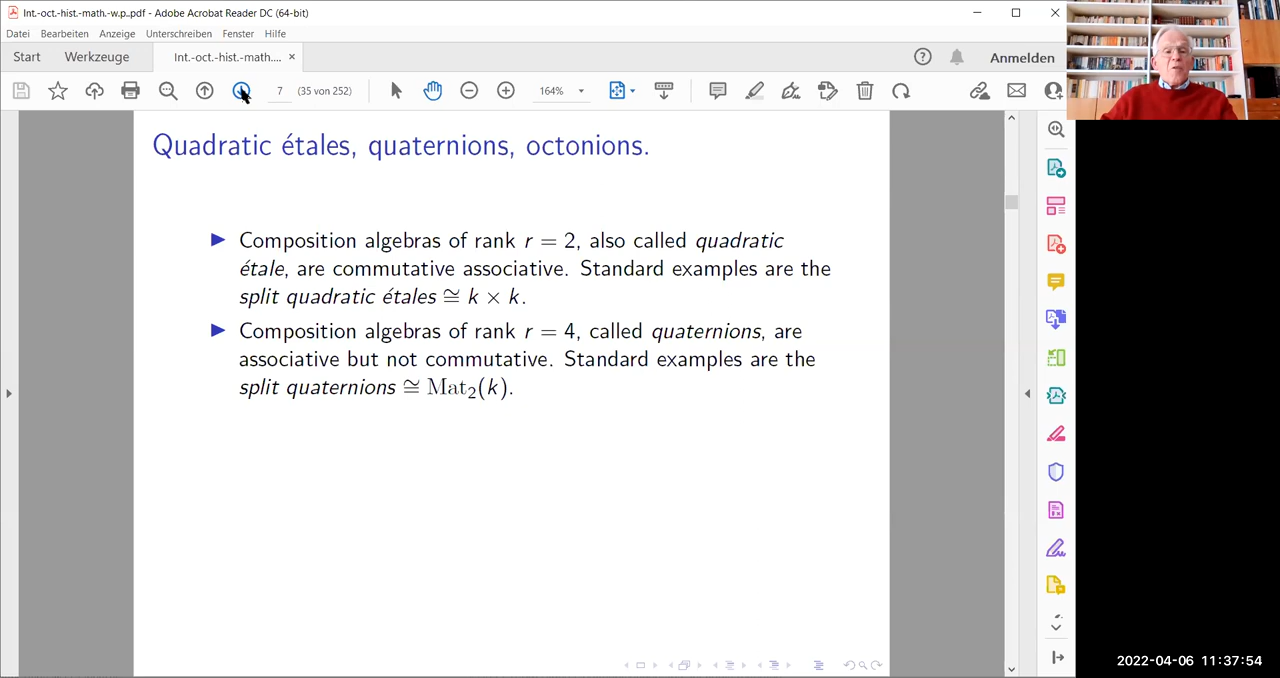 Int.-oct.-hist.-math.-w.p..pdf - Adobe Acrobat Reader DC (64-bit)
Datei Bearbeiten Anzeige Unterschreiben Fenster Hilfe
Start Werkzeuge Int.-oct.-hist.-math.... × Anmelden
7 (35 von 252) 164%
Quadratic étales, quaternions, octonions.
▶ Composition algebras of rank r = 2, also called quadratic
étale, are commutative associative. Standard examples are the
split quadratic étales ≅ k × k.
▶ Composition algebras of rank r = 4, called quaternions, are
associative but not commutative. Standard examples are the
split quaternions ≅ Mat₂(k).
2022-04-06 11:37:54